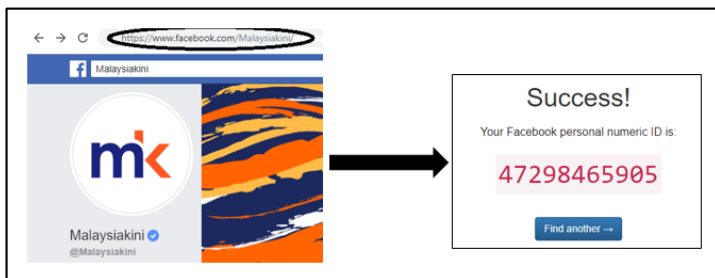 https://www.facebook.com/Malaysiakini/
Malaysiakini
mk
Malaysiakini
@Malaysiakini
Success!
Your Facebook personal numeric ID is:
47298465905
Find another →